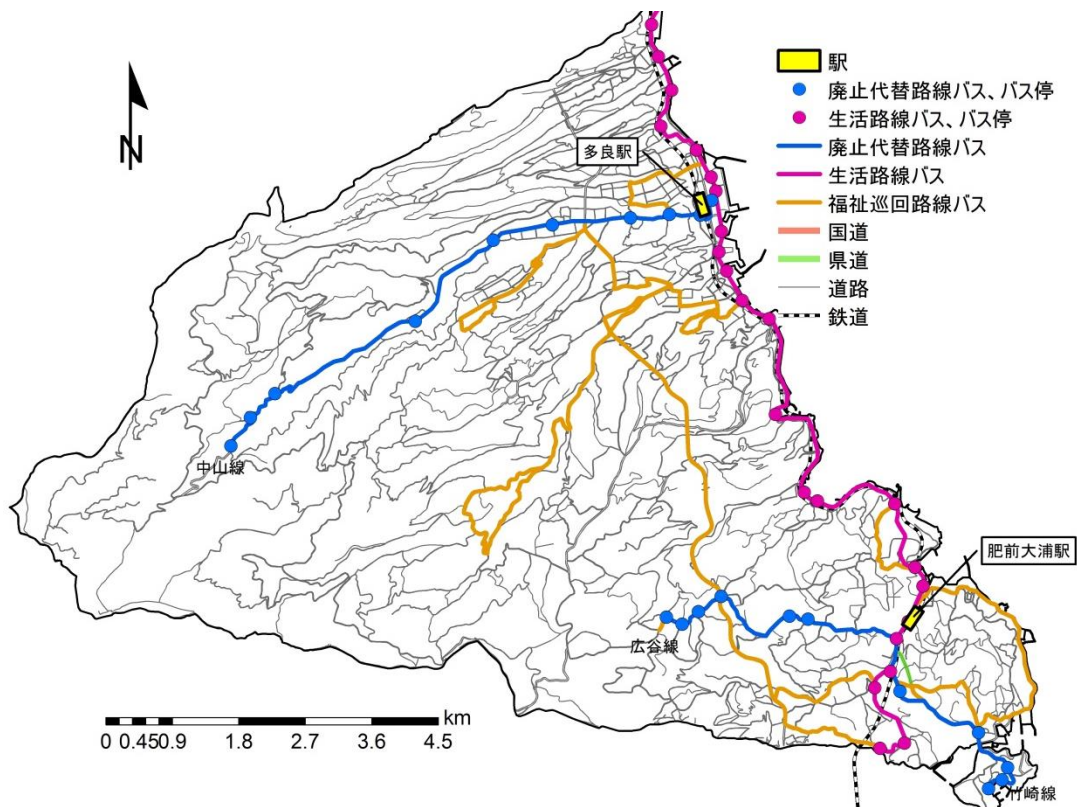 N
駅
廃止代替路線バス、バス停
生活路線バス、バス停
廃止代替路線バス
生活路線バス
福祉巡回路線バス
国道
県道
道路
鉄道
多良駅
中山線
肥前大浦駅
広谷線
竹崎線
km
0 0.45 0.9 1.8 2.7 3.6 4.5